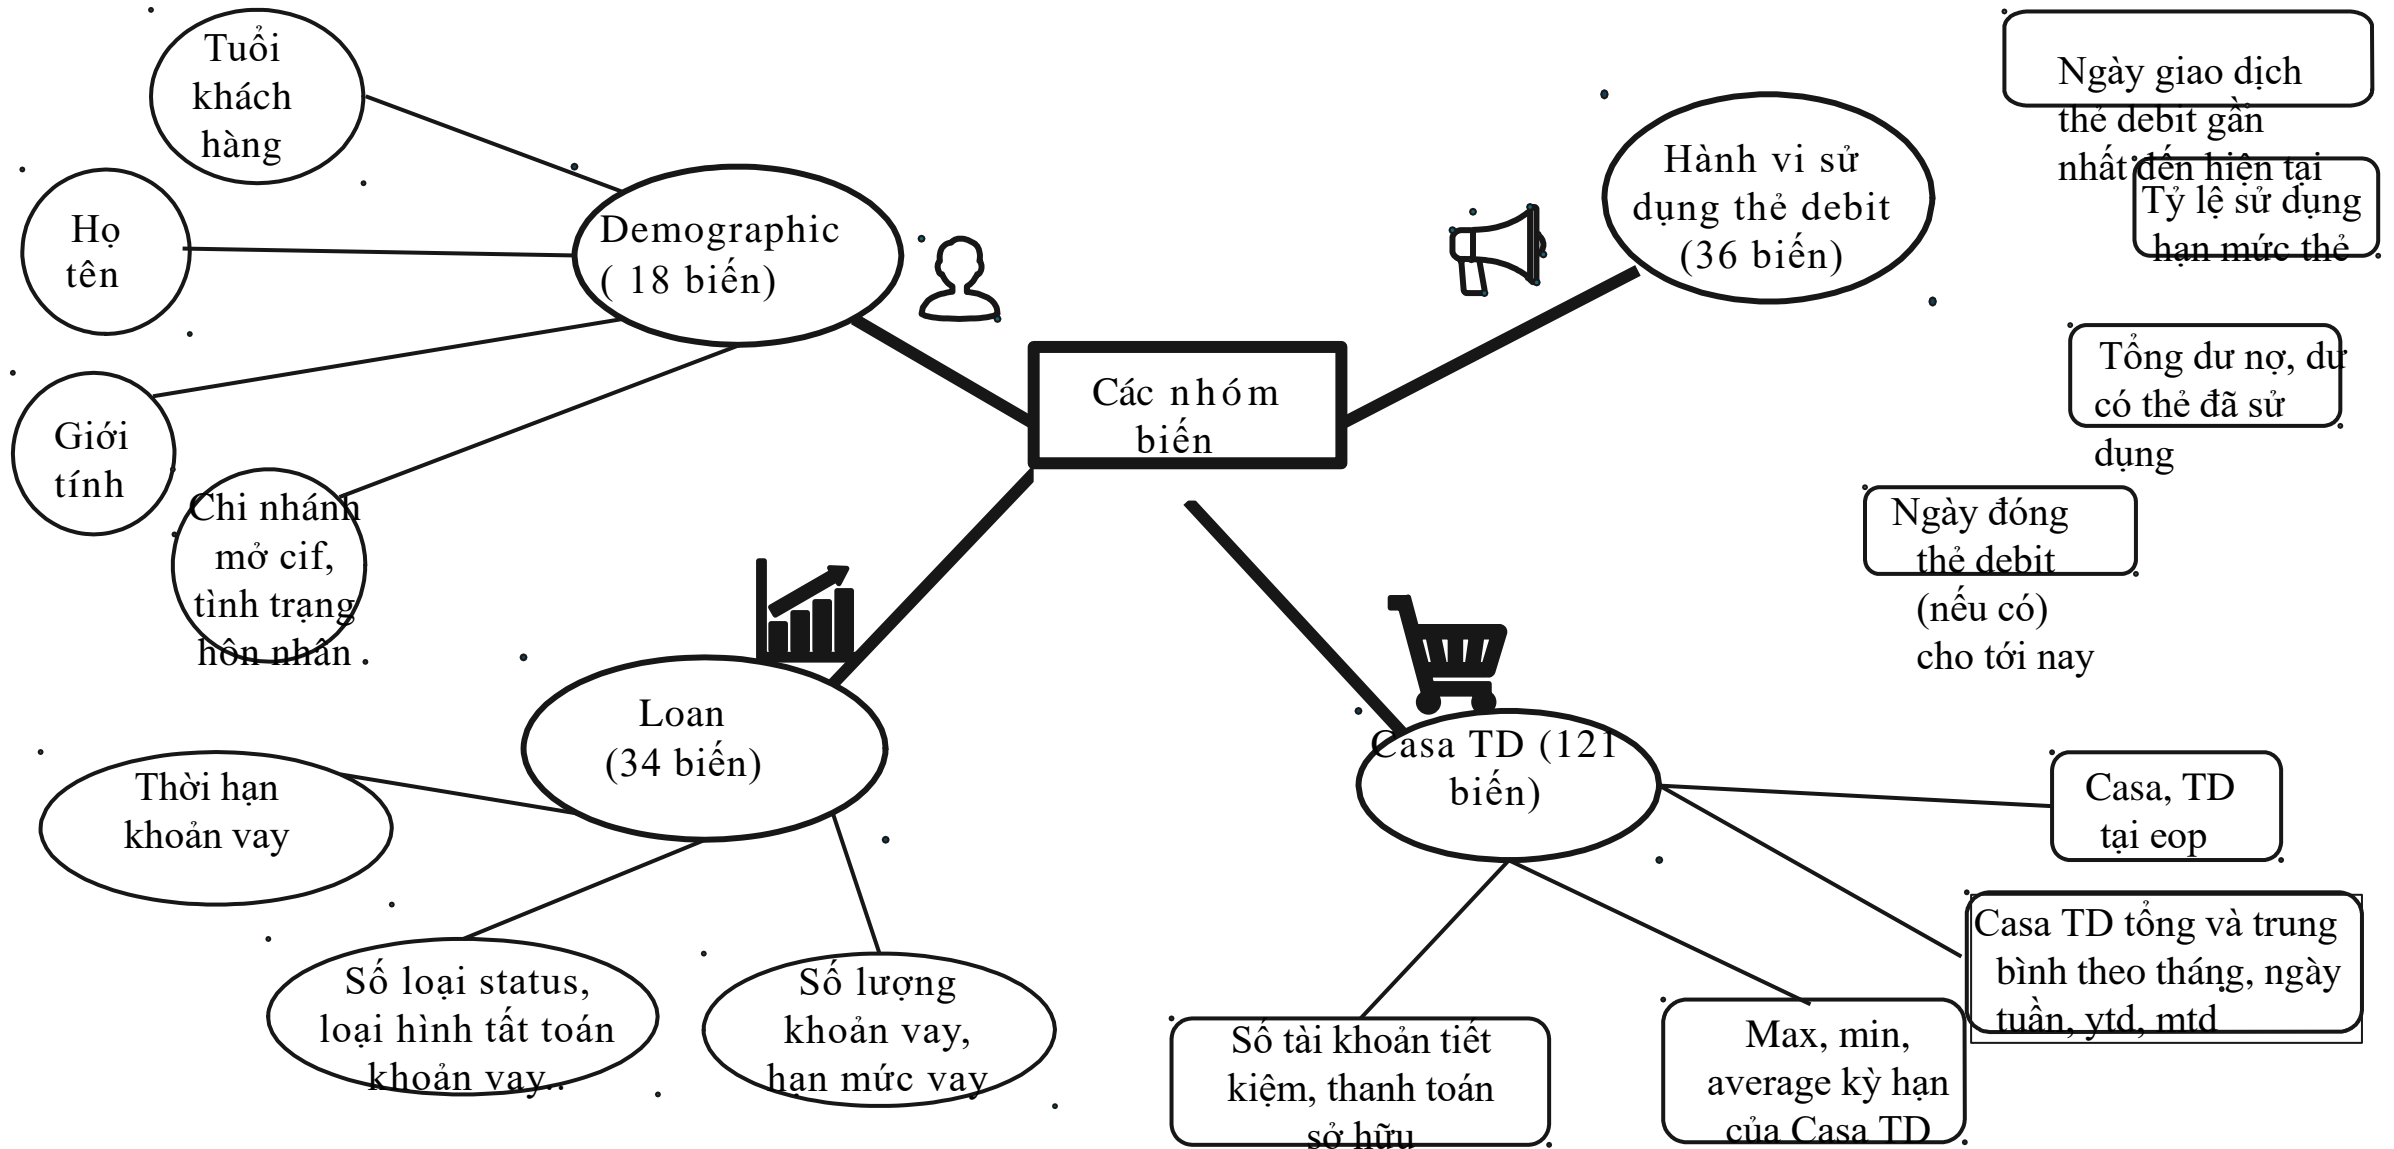 Tuổi
khách
hàng
Họ
tên
Giới
tính
Chi nhánh
mở cif,
tình trạng
hôn nhân
Demographic
( 18 biến)
Các nhóm
biến
Hành vi sử
dụng thẻ debit
(36 biến)
Ngày giao dịch
thẻ debit gần
nhất đến hiện tại
Tỷ lệ sử dụng
hạn mức thẻ
Tổng dư nợ, dư
có thẻ đã sử
dụng
Ngày đóng
thẻ debit
(nếu có)
cho tới nay
Loan
(34 biến)
Thời hạn
khoản vay
Số loại status,
loại hình tất toán
khoản vay..
Số lượng
khoản vay,
hạn mức vay
Casa TD (121
biến)
Casa, TD
tại eop
Casa TD tổng và trung
bình theo tháng, ngày
tuần, ytd, mtd
Số tài khoản tiết
kiệm, thanh toán
sở hữu
Max, min,
average kỳ hạn
của Casa TD